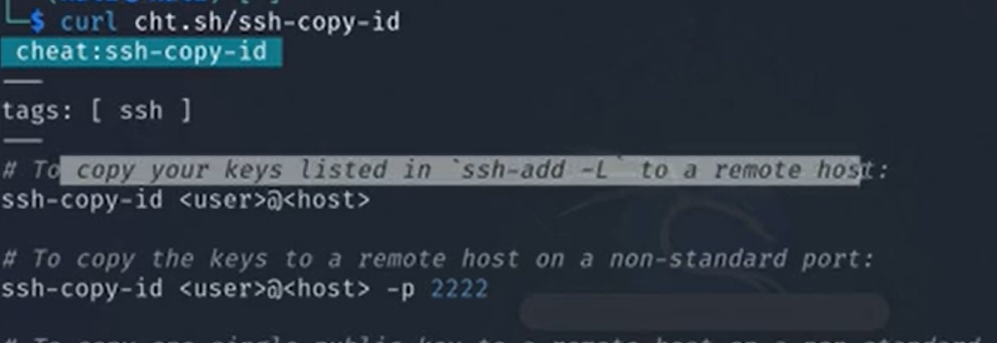 $ curl cht.sh/ssh-copy-id
cheat:ssh-copy-id
tags: [ ssh ]
# To copy your keys listed in `ssh-add -L` to a remote host:
ssh-copy-id <user>@<host>
# To copy the keys to a remote host on a non-standard port:
ssh-copy-id <user>@<host> -p 2222